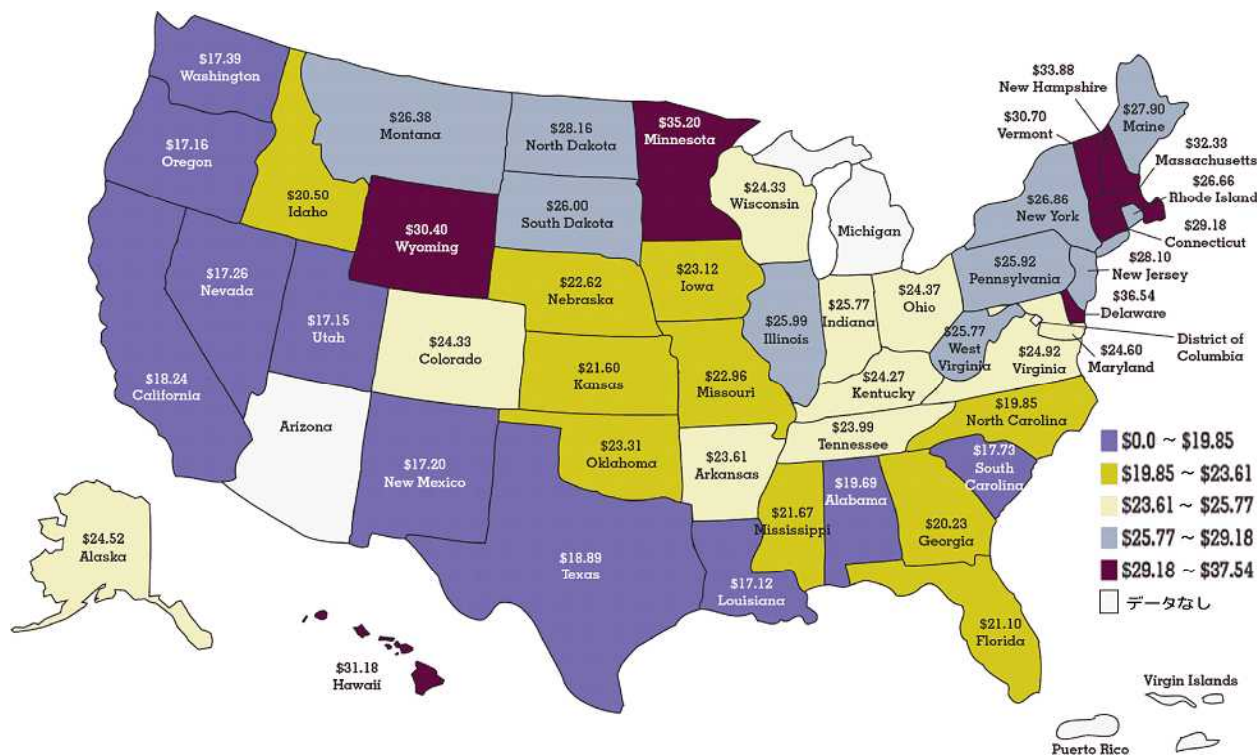 $17.39
Washington
$17.16
Oregon
$18.24
California
$17.26
Nevada
$20.50
Idaho
$26.38
Montana
$30.40
Wyoming
$17.15
Utah
$24.33
Colorado
Arizona
$17.20
New Mexico
$28.16
North Dakota
$26.00
South Dakota
$22.62
Nebraska
$21.60
Kansas
$23.31
Oklahoma
$18.89
Texas
$35.20
Minnesota
$23.12
Iowa
$22.96
Missouri
$23.61
Arkansas
$17.12
Louisiana
$24.33
Wisconsin
$25.99
Illinois
Michigan
$25.77
Indiana
$24.37
Ohio
$24.27
Kentucky
$23.99
Tennessee
$21.67
Mississippi
$19.69
Alabama
$20.23
Georgia
$21.10
Florida
$17.73
South
Carolina
$19.85
North Carolina
$24.92
Virginia
$25.77
West
Virginia
$25.92
Pennsylvania
$26.86
New York
$33.88
New Hampshire
$30.70
Vermont
$27.90
Maine
$32.33
Massachusetts
$26.66
Rhode Island
$29.18
Connecticut
$28.10
New Jersey
$36.54
Delaware
District of
Columbia
$24.60
Maryland
$24.52
Alaska
$31.18
Hawaii
$0.0 ~ $19.85
$19.85 ~ $23.61
$23.61 ~ $25.77
$25.77 ~ $29.18
$29.18 ~ $37.54
データなし
Virgin Islands
Puerto Rico